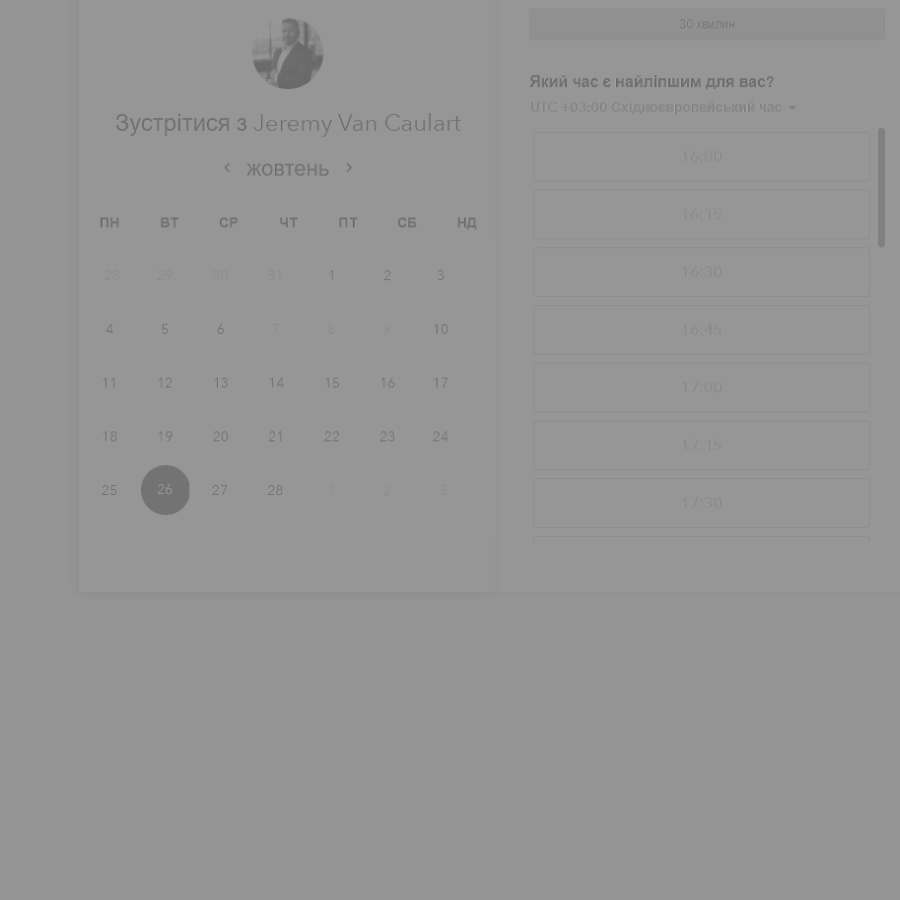 Зустрітися з Jeremy Van Caulart
жовтень
ПН ВТ СР ЧТ ПТ СБ НД
28 29 30 31 1 2 3
4 5 6 7 8 9 10
11 12 13 14 15 16 17
18 19 20 21 22 23 24
25 26 27 28 1 2 3
30 хвилин
Який час є найліпшим для вас?
UTC +03:00 Східноєвропейський час
16:00
16:15
16:30
16:45
17:00
17:15
17:30